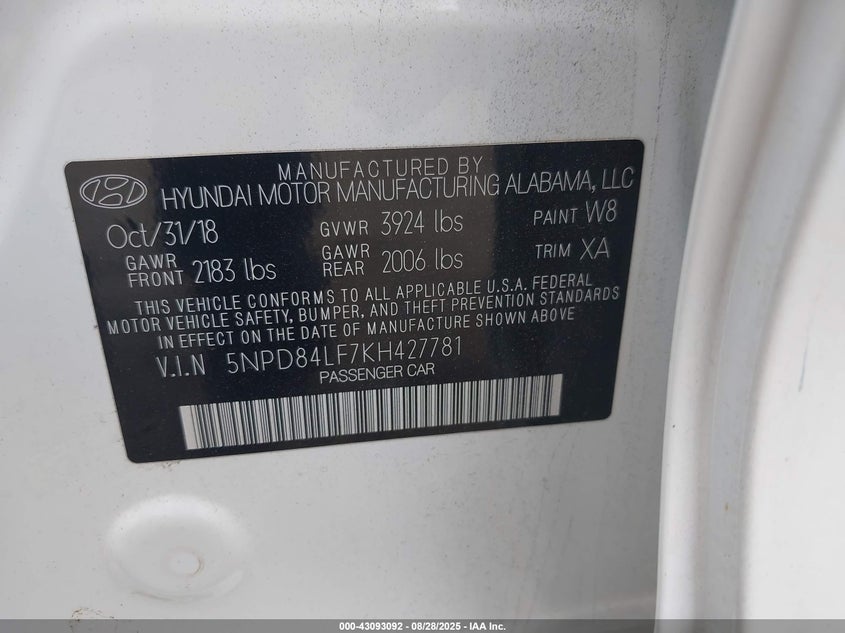 MANUFACTURED BY
HYUNDAI MOTOR MANUFACTURING ALABAMA, LLC
Oct/31/18 GVWR 3924 lbs PAINT W8
GAWR FRONT 2183 lbs GAWR REAR 2006 lbs TRIM XA
THIS VEHICLE CONFORMS TO ALL APPLICABLE U.S.A. FEDERAL
MOTOR VEHICLE SAFETY, BUMPER, AND THEFT PREVENTION STANDARDS
IN EFFECT ON THE DATE OF MANUFACTURE SHOWN ABOVE
V.I.N 5NPD84LF7KH427781
PASSENGER CAR
000-43093092 - 08/28/2025 - IAA Inc.